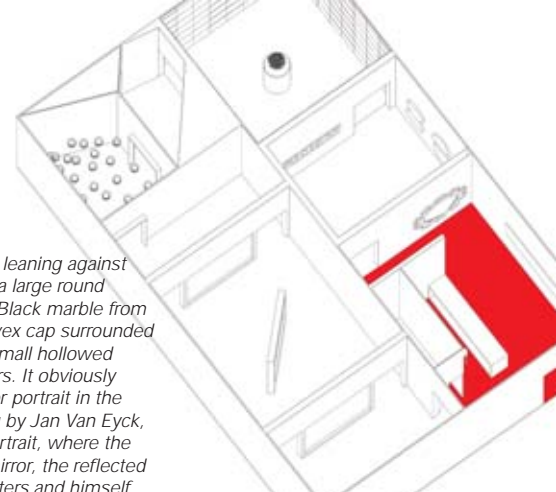 leaning against
a large round
Black marble from
vex cap surrounded
mall hollowed
rs. It obviously
r portrait in the
by Jan Van Eyck,
rtrait, where the
irror, the reflected
ters and himself